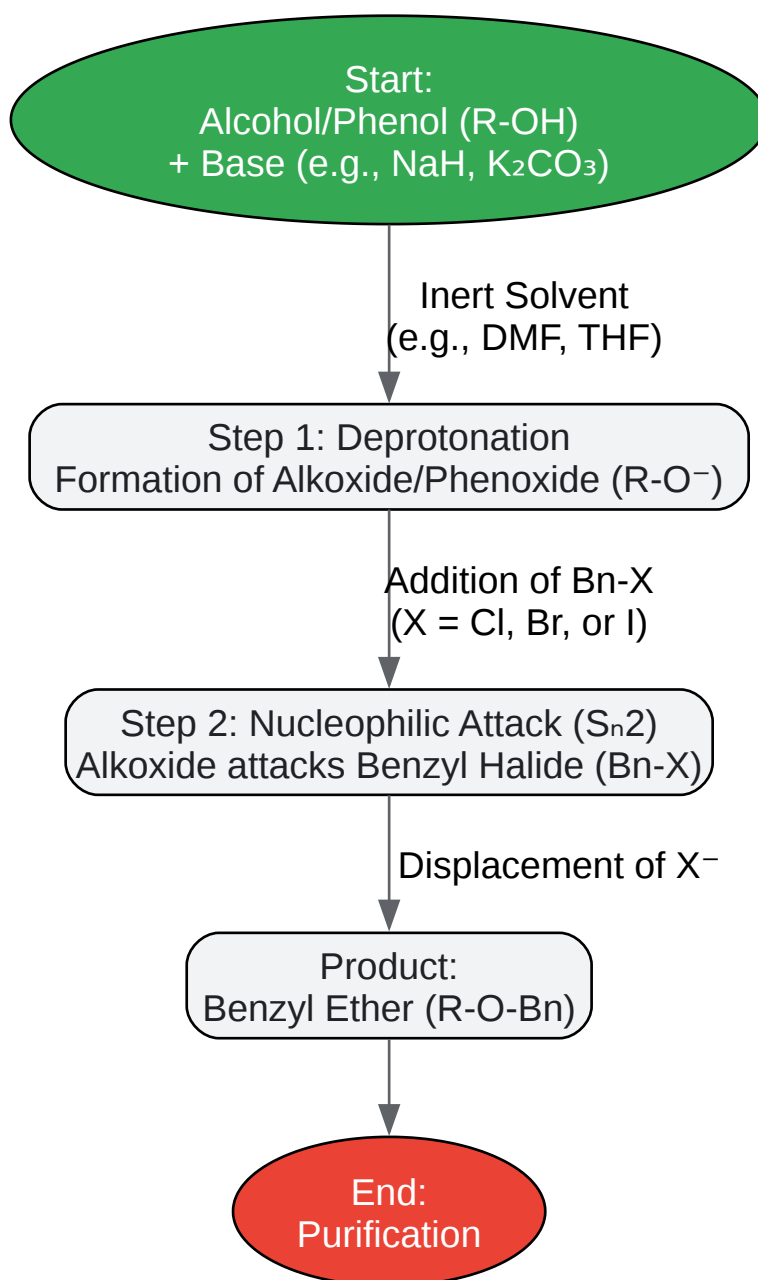 Start:
Alcohol/Phenol (R-OH)
+ Base (e.g., NaH, K₂CO₃)
Inert Solvent
(e.g., DMF, THF)
Step 1: Deprotonation
Formation of Alkoxide/Phenoxide (R-O⁻)
Addition of Bn-X
(X = Cl, Br, or I)
Step 2: Nucleophilic Attack (Sₙ2)
Alkoxide attacks Benzyl Halide (Bn-X)
Displacement of X⁻
Product:
Benzyl Ether (R-O-Bn)
End:
Purification